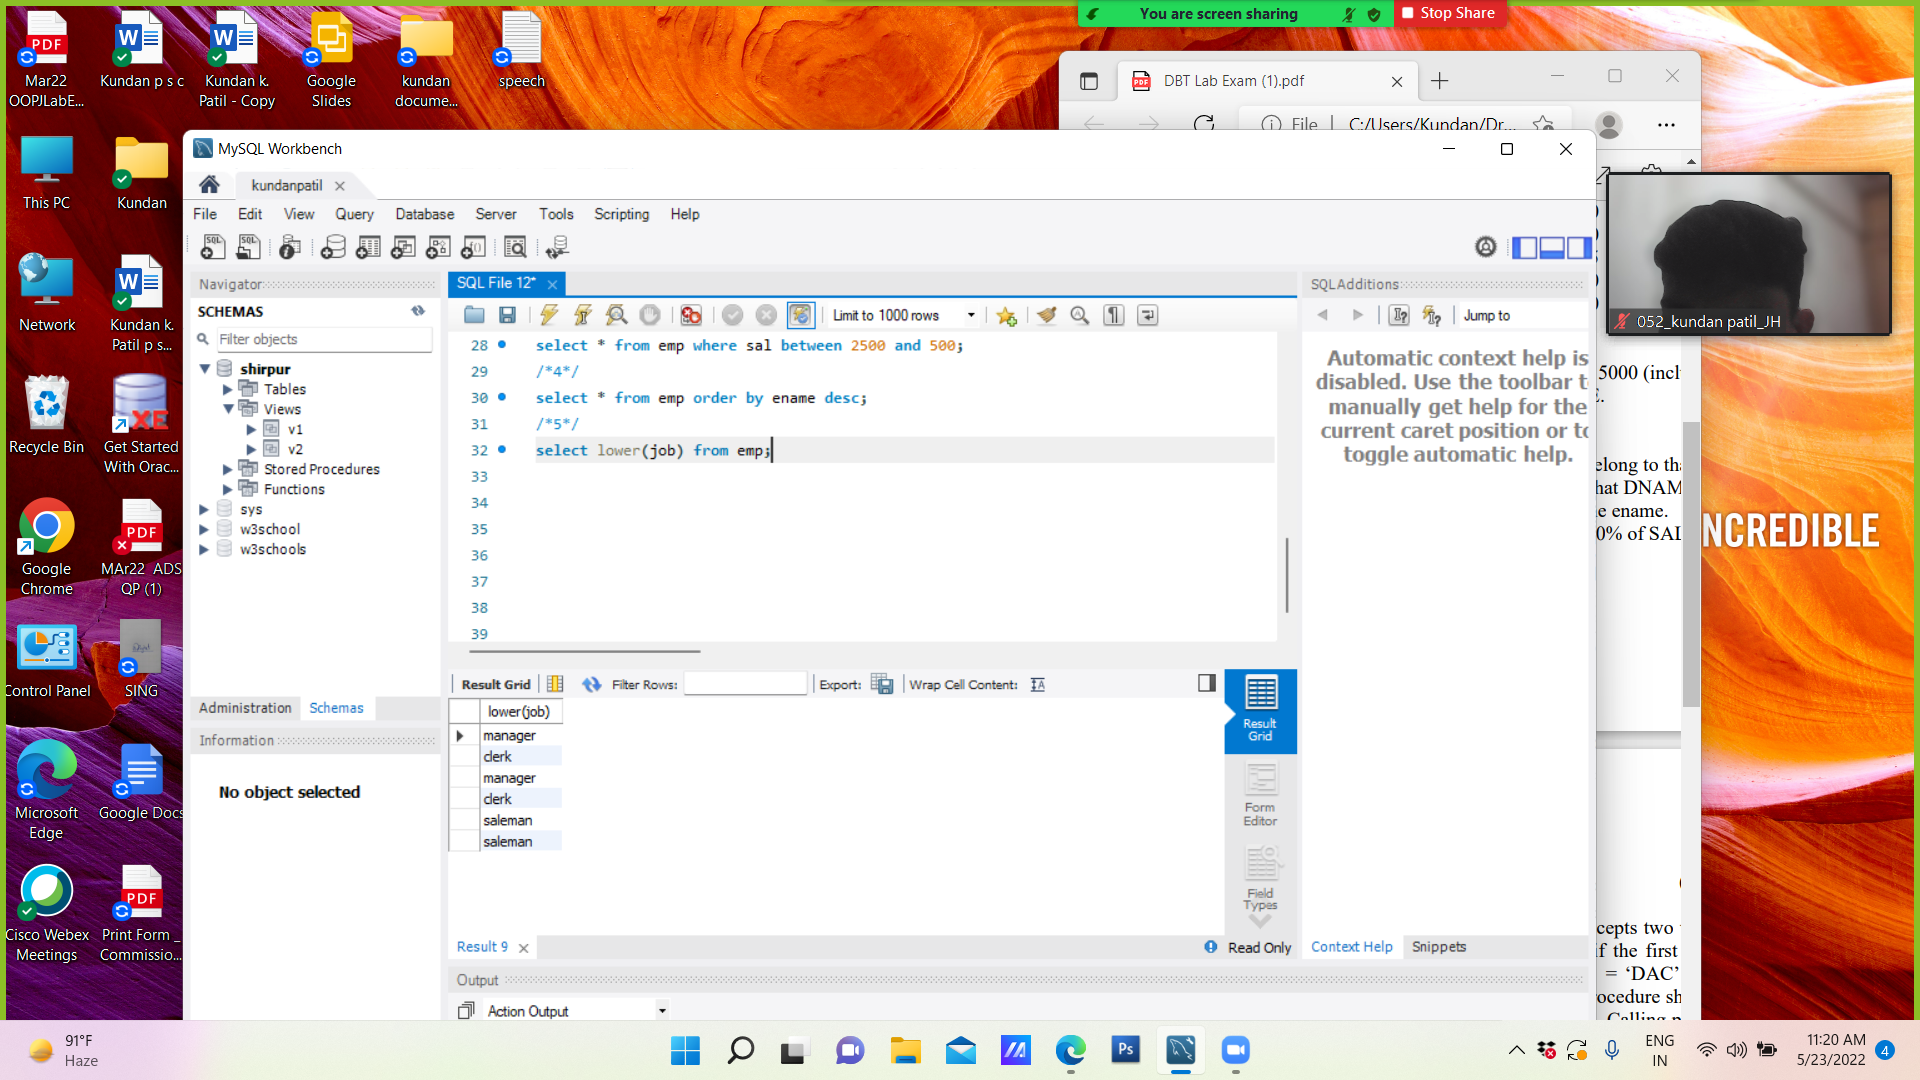 You are screen sharing
Stop Share
Mar22
OOPJLabE...
Kundan p s c
Kundan k.
Patil - Copy
Google
Slides
kundan
docume...
speech
DBT Lab Exam (1).pdf
File
C:/Users/Kundan/Dr...
This PC
Kundan
Network
Kundan k.
Patil p s...
Recycle Bin
Get Started
With Orac...
Google
Chrome
MAr22 ADS
QP (1)
Control Panel
SING
Microsoft
Edge
Google Docs
Cisco Webex
Meetings
Print Form _
Commissio...
MySQL Workbench
kundanpatil
File Edit View Query Database Server Tools Scripting Help
Navigator
SCHEMAS
Filter objects
shirpur
Tables
Views
v1
v2
Stored Procedures
Functions
sys
w3school
w3schools
Administration Schemas
Information
No object selected
SQL File 12*
Limit to 1000 rows
28 select * from emp where sal between 2500 and 500;
29 /*4*/
30 select * from emp order by ename desc;
31 /*5*/
32 select lower(job) from emp;
33
34
35
36
37
38
39
Result Grid Filter Rows: Export: Wrap Cell Content:
lower(job)
manager
clerk
manager
clerk
saleman
saleman
Result
Grid
Form
Editor
Field
Types
Result 9
Read Only
Output
Action Output
SQLAdditions
Jump to
Automatic context help is
disabled. Use the toolbar t
manually get help for the
current caret position or to
toggle automatic help.
Context Help Snippets
052_kundan patil_JH
5000 (incl
E.
elong to tha
hat DNAM
e ename.
0% of SAL
NCREDIBLE
cepts two
if the first
= ‘DAC’
ocedure sh
Calling p
91°F
Haze
ENG
IN
11:20 AM
5/23/2022
4